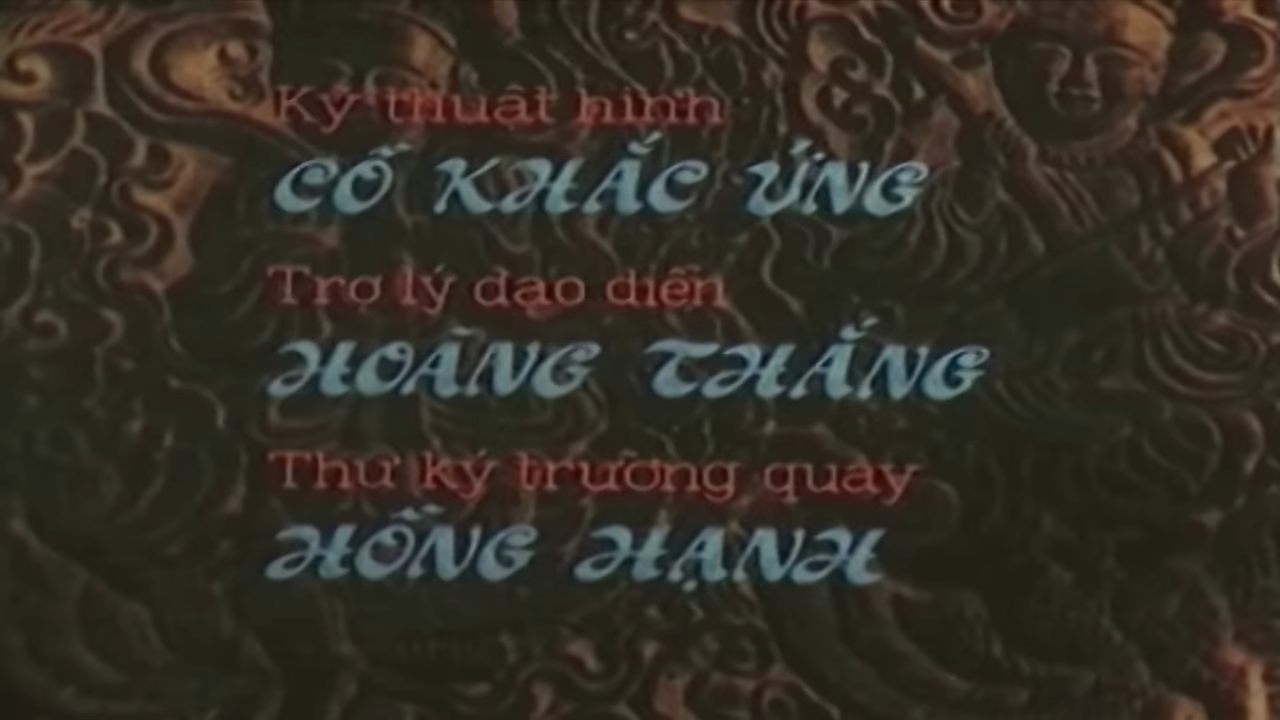 Kỹ thuật hình
CỐ KHẮC ỨNG
Trợ lý đạo diễn
HOÀNG THẮNG
Thư ký trường quay
HỒNG HẠNH